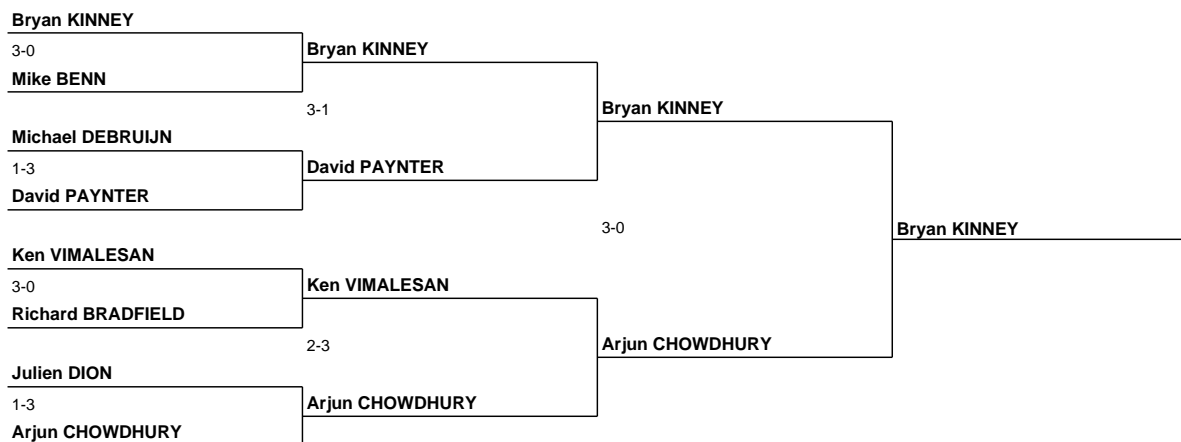 Bryan KINNEY
3-0
Bryan KINNEY
Mike BENN
3-1
Bryan KINNEY
Michael DEBRUIJN
1-3
David PAYNTER
David PAYNTER
3-0
Bryan KINNEY
Ken VIMALESAN
3-0
Ken VIMALESAN
Richard BRADFIELD
2-3
Arjun CHOWDHURY
Julien DION
1-3
Arjun CHOWDHURY
Arjun CHOWDHURY